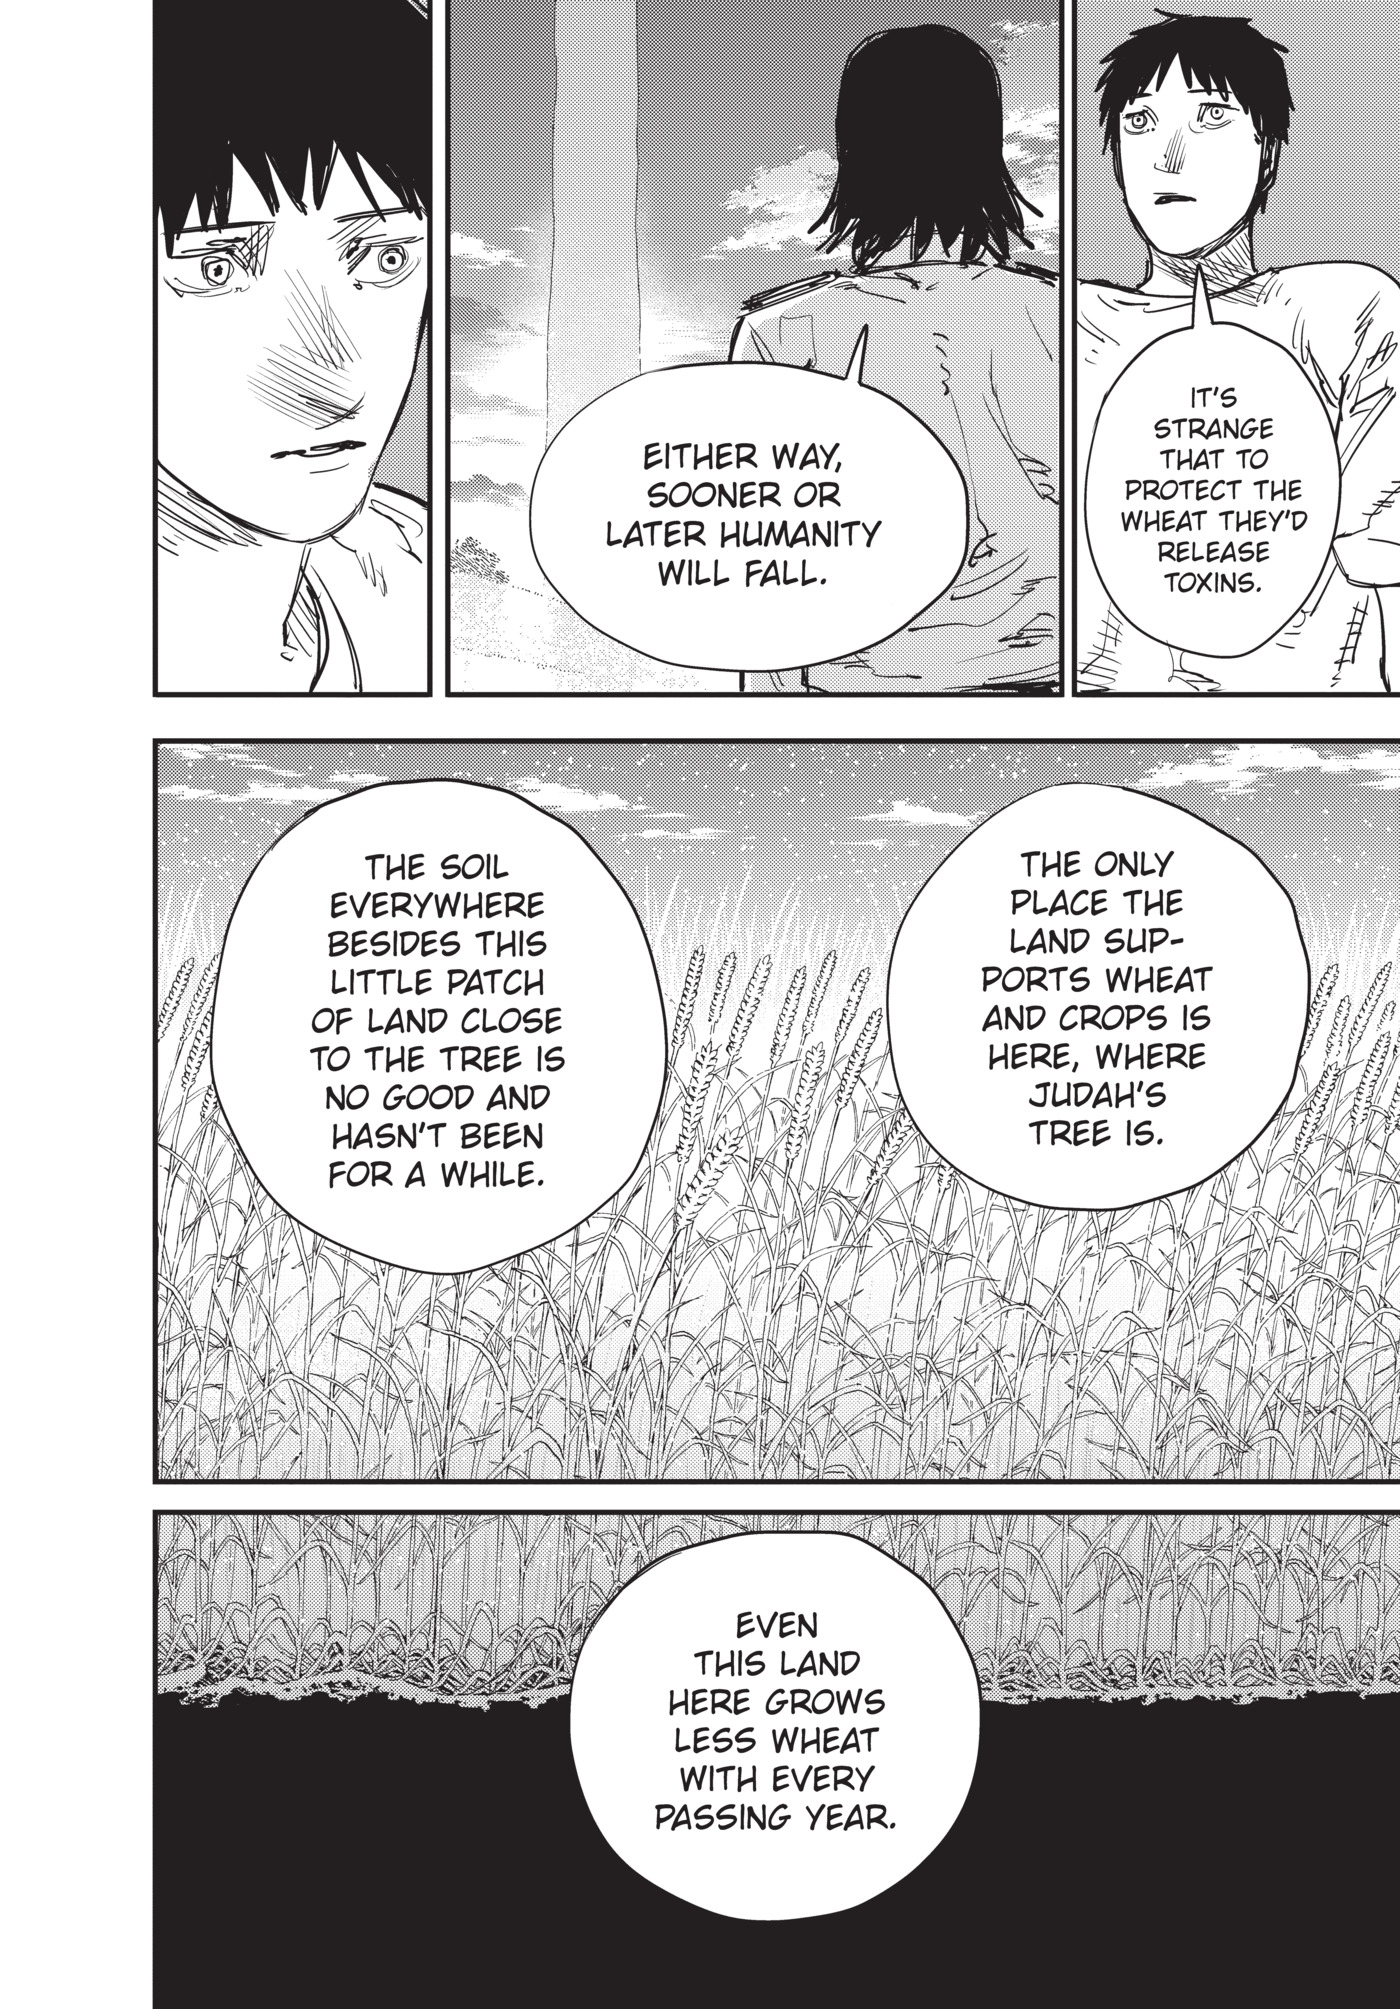 IT'S
STRANGE
THAT TO
PROTECT THE
WHEAT THEY'D
RELEASE
TOXINS.
EITHER WAY,
SOONER OR
LATER HUMANITY
WILL FALL.
THE ONLY
PLACE THE
LAND SUP-
PORTS WHEAT
AND CROPS IS
HERE, WHERE
JUDAH'S
TREE IS.
THE SOIL
EVERYWHERE
BESIDES THIS
LITTLE PATCH
OF LAND CLOSE
TO THE TREE IS
NO GOOD AND
HASN'T BEEN
FOR A WHILE.
EVEN
THIS LAND
HERE GROWS
LESS WHEAT
WITH EVERY
PASSING YEAR.